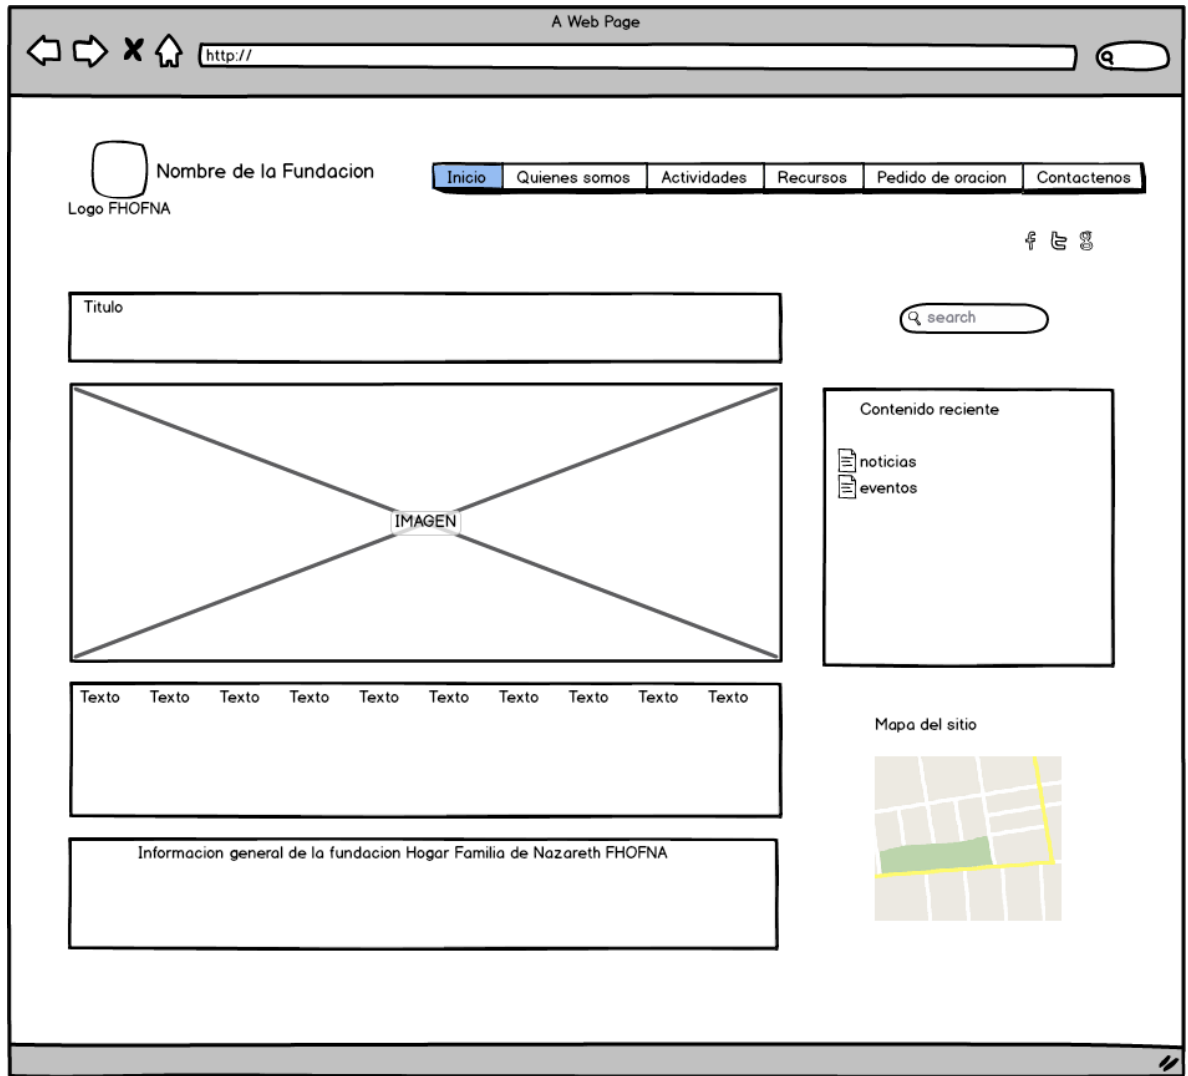 A Web Page
http://
Nombre de la Fundacion
Inicio Quienes somos Actividades Recursos Pedido de oracion Contactenos
Logo FHOFNA
f t g
Titulo
search
Contenido reciente
noticias
eventos
IMAGEN
Texto Texto Texto Texto Texto Texto Texto Texto Texto Texto
Mapa del sitio
Informacion general de la fundacion Hogar Familia de Nazareth FHOFNA